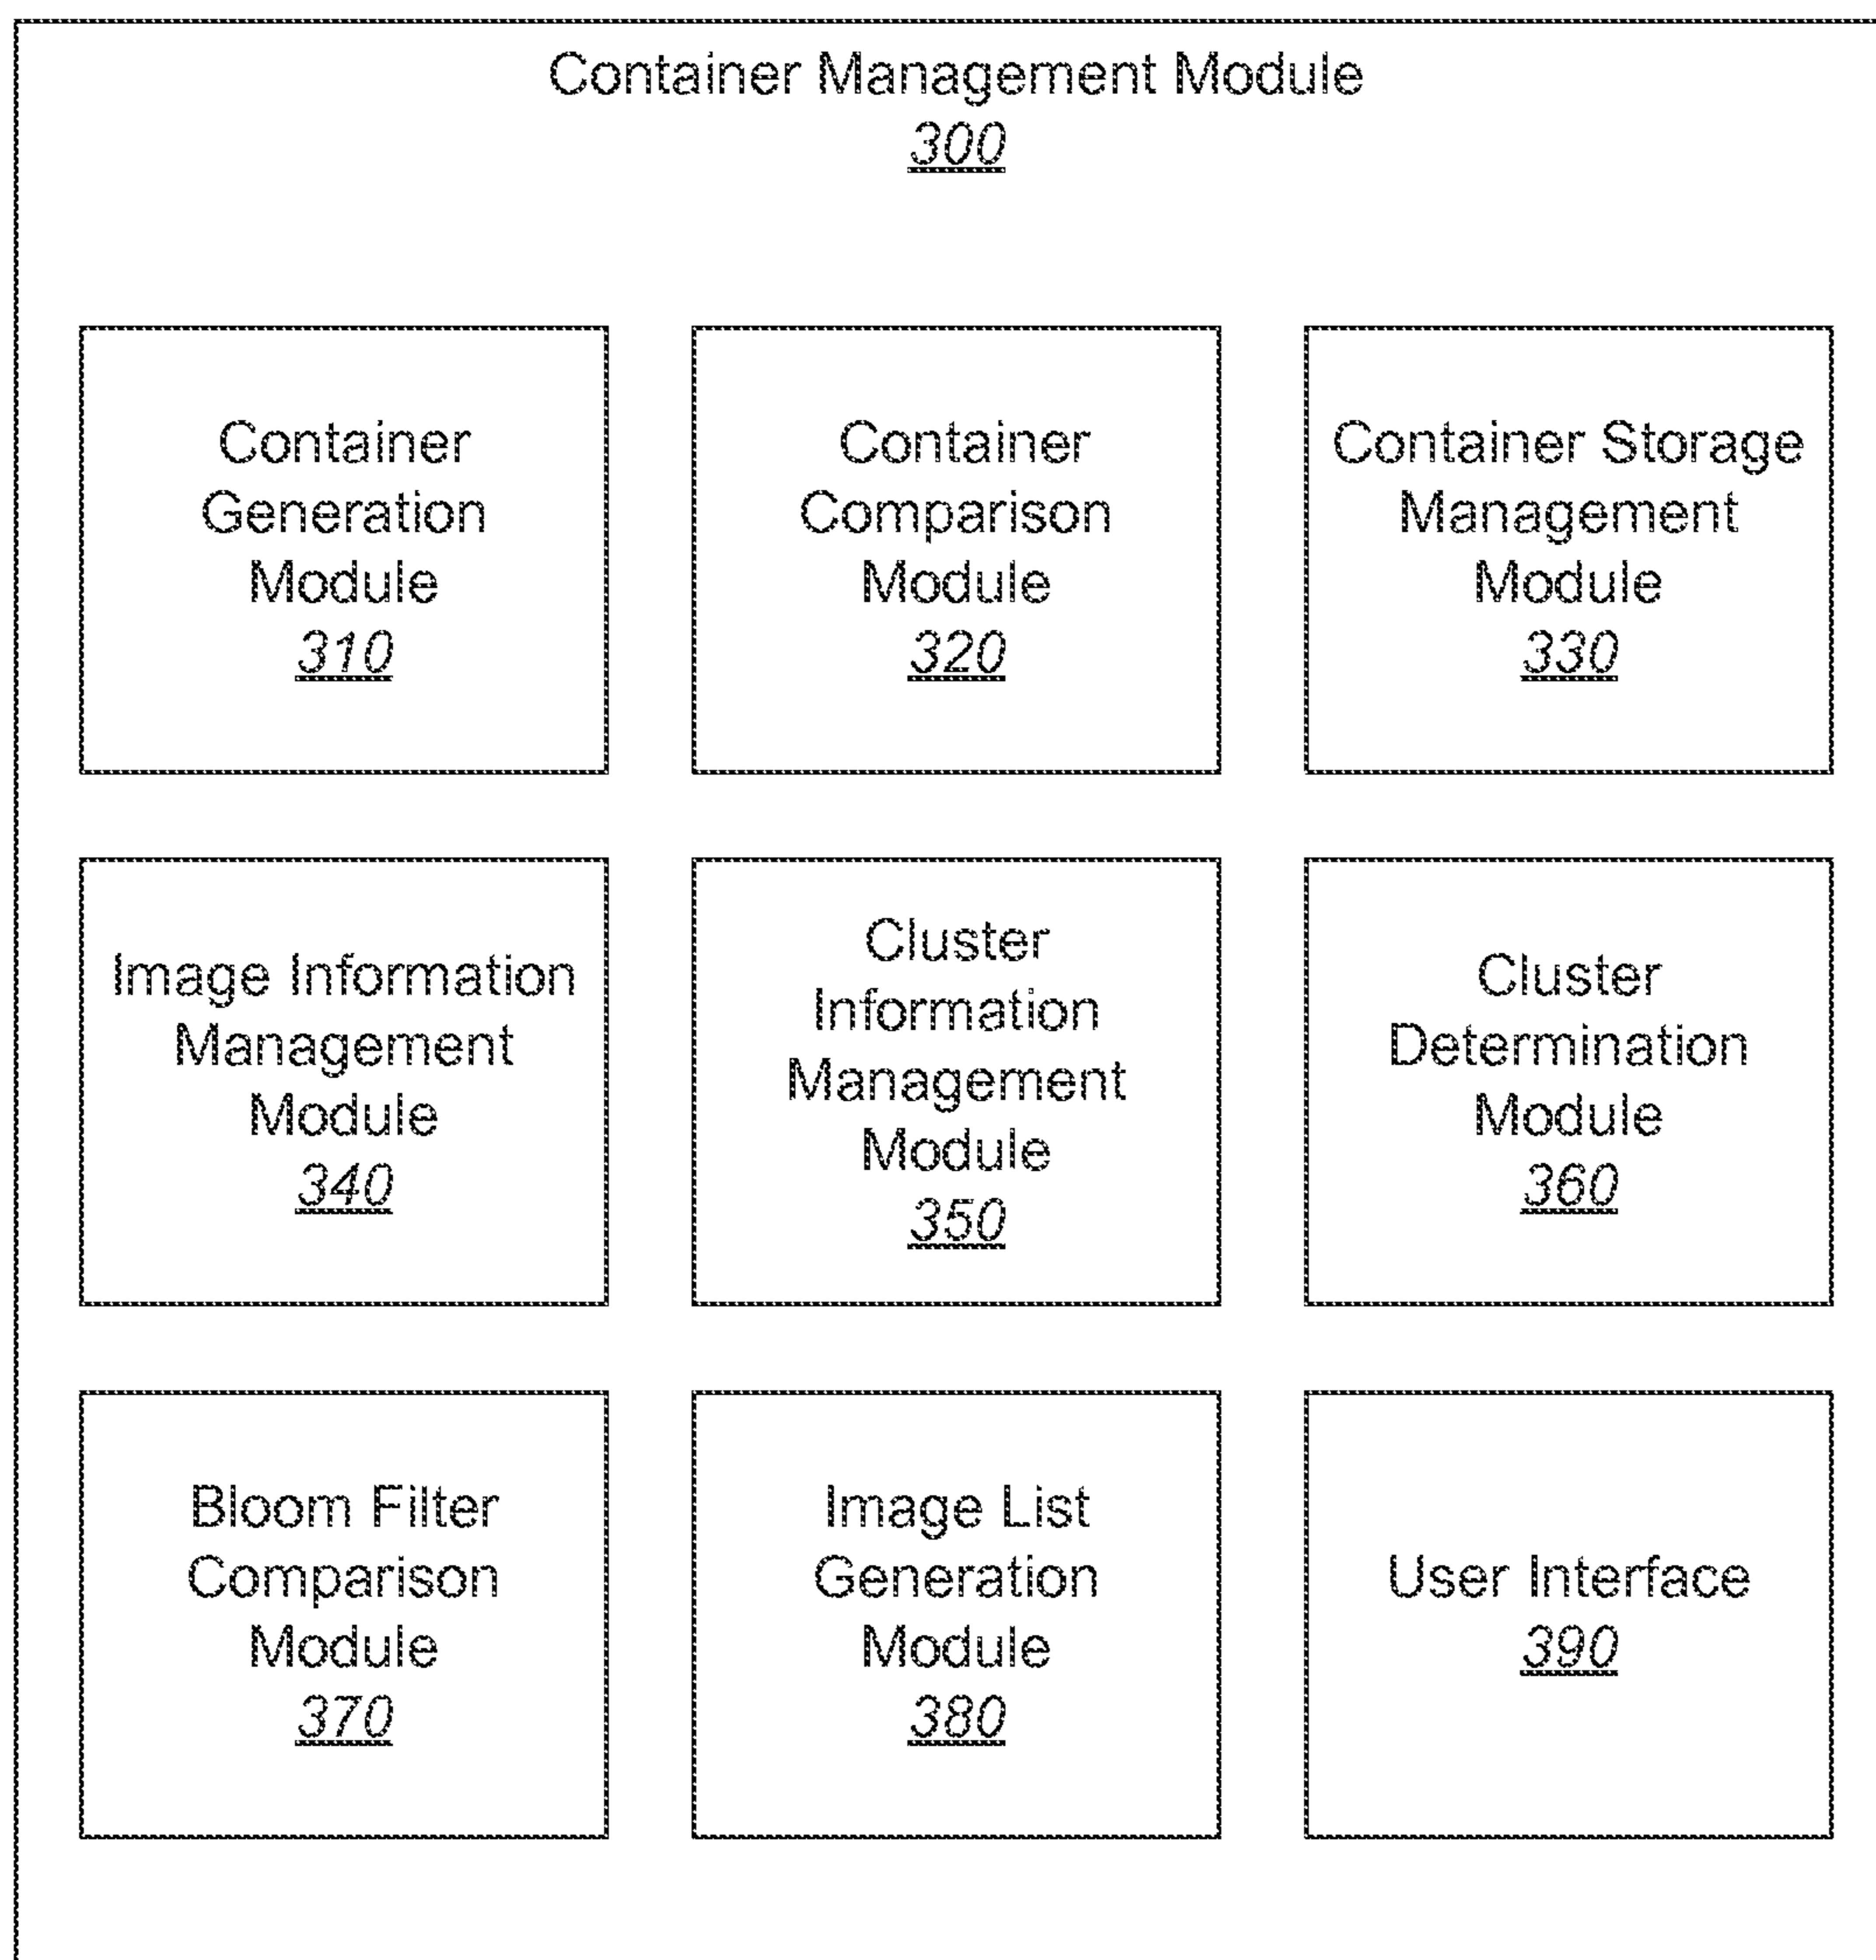 Container Management Module
300
Container
Generation
Module
310
Container
Comparison
Module
320
Container Storage
Management
Module
330
Image Information
Management
Module
340
Cluster
Information
Management
Module
350
Cluster
Determination
Module
360
Bloom Filter
Comparison
Module
370
Image List
Generation
Module
380
User Interface
390